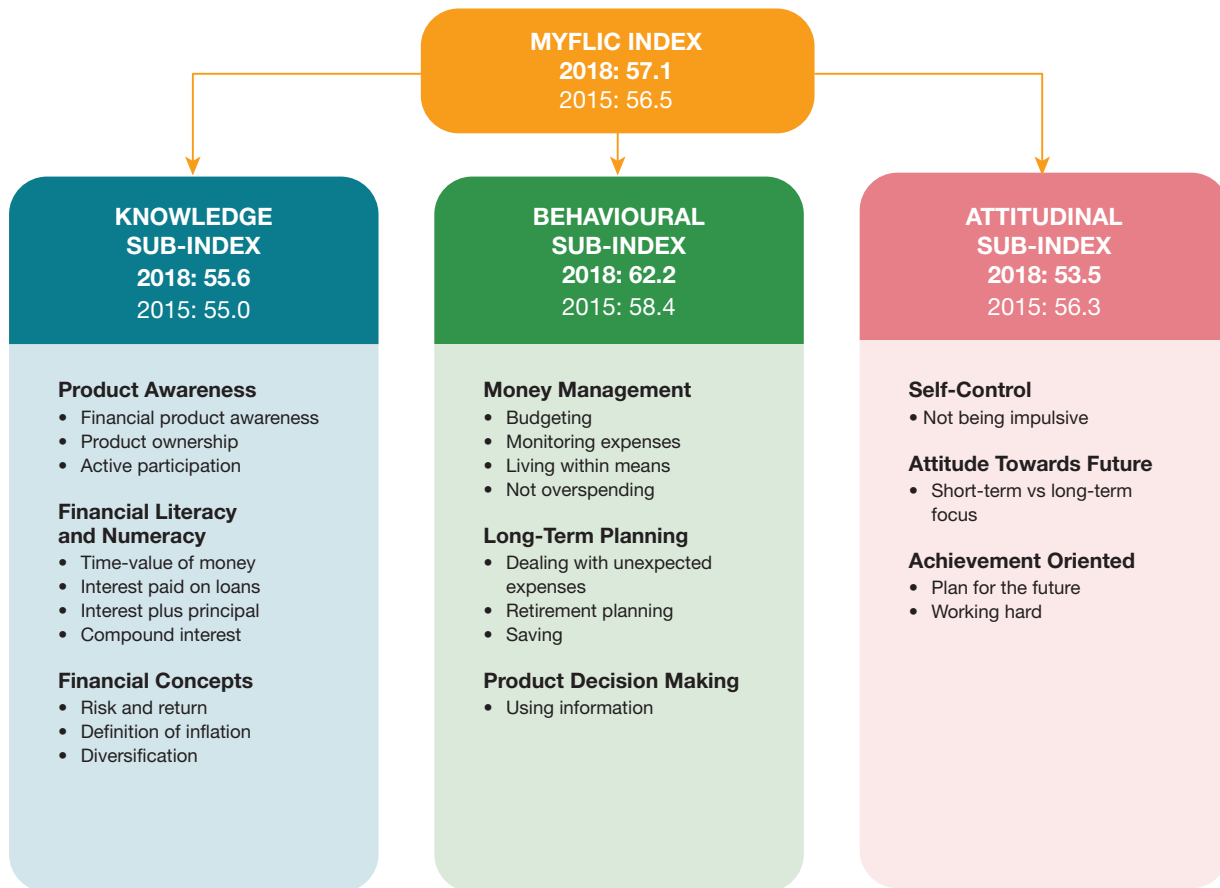 MYFLIC INDEX
2018: 57.1
2015: 56.5
KNOWLEDGE
SUB-INDEX
2018: 55.6
2015: 55.0
Product Awareness
• Financial product awareness
• Product ownership
• Active participation
Financial Literacy
and Numeracy
• Time-value of money
• Interest paid on loans
• Interest plus principal
• Compound interest
Financial Concepts
• Risk and return
• Definition of inflation
• Diversification
BEHAVIOURAL
SUB-INDEX
2018: 62.2
2015: 58.4
Money Management
• Budgeting
• Monitoring expenses
• Living within means
• Not overspending
Long-Term Planning
• Dealing with unexpected
expenses
• Retirement planning
• Saving
Product Decision Making
• Using information
ATTITUDINAL
SUB-INDEX
2018: 53.5
2015: 56.3
Self-Control
• Not being impulsive
Attitude Towards Future
• Short-term vs long-term
focus
Achievement Oriented
• Plan for the future
• Working hard